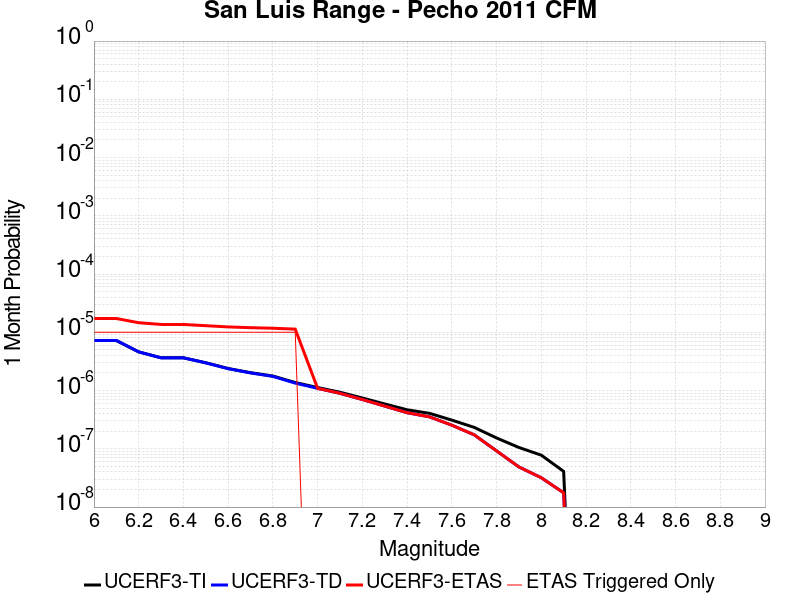 San Luis Range - Pecho 2011 CFM
1 Month Probability
10^0
10^-1
10^-2
10^-3
10^-4
10^-5
10^-6
10^-7
10^-8
6 6.2 6.4 6.6 6.8 7 7.2 7.4 7.6 7.8 8 8.2 8.4 8.6 8.8 9
Magnitude
UCERF3-TI UCERF3-TD UCERF3-ETAS ETAS Triggered Only